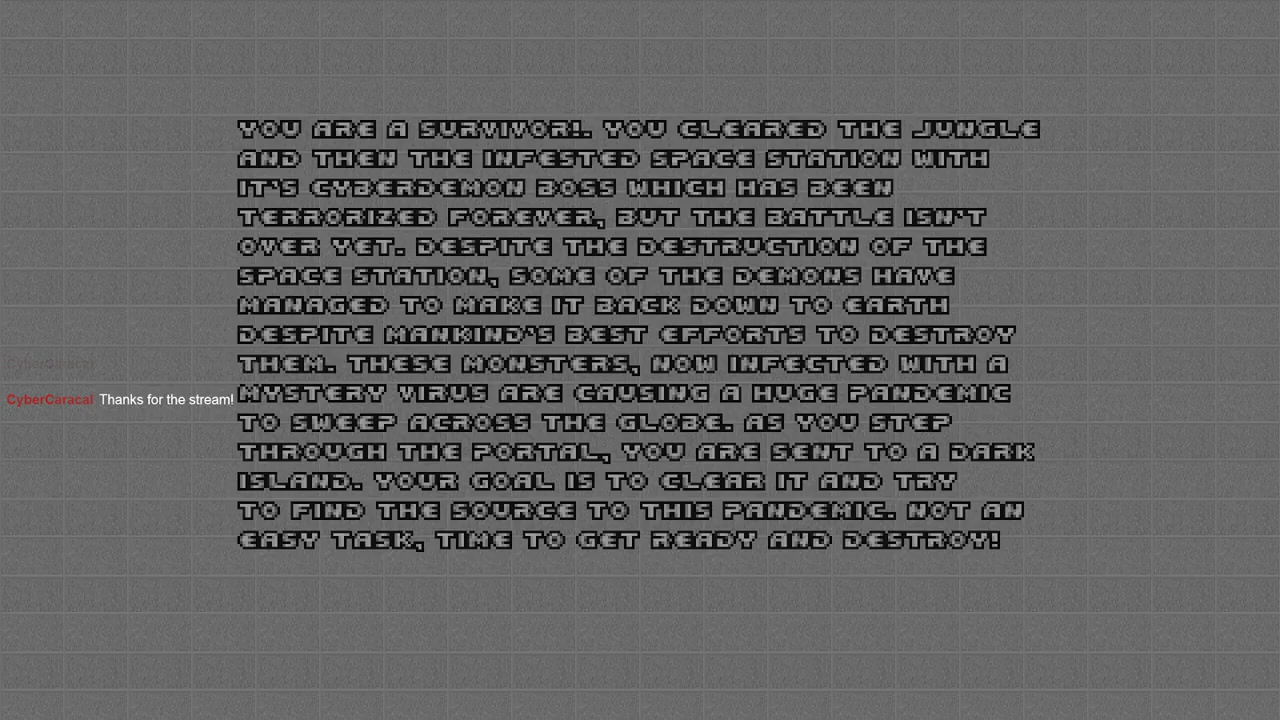 YOU ARE A SURVIVOR!. YOU CLEARED THE JUNGLE
AND THEN THE INFESTED SPACE STATION WITH
IT'S CYBERDEMON BOSS WHICH HAS BEEN
TERRORIZED FOREVER, BUT THE BATTLE ISN'T
OVER YET. DESPITE THE DESTRUCTION OF THE
SPACE STATION, SOME OF THE DEMONS HAVE
MANAGED TO MAKE IT BACK DOWN TO EARTH
DESPITE MANKIND'S BEST EFFORTS TO DESTROY
THEM. THESE MONSTERS, NOW INFECTED WITH A
CyberCaracal
CyberCaracal Thanks for the stream!
MYSTERY VIRUS ARE CAUSING A HUGE PANDEMIC
TO SWEEP ACROSS THE GLOBE. AS YOU STEP
THROUGH THE PORTAL, YOU ARE SENT TO A DARK
ISLAND. YOUR GOAL IS TO CLEAR IT AND TRY
TO FIND THE SOURCE TO THIS PANDEMIC. NOT AN
EASY TASK, TIME TO GET READY AND DESTROY!